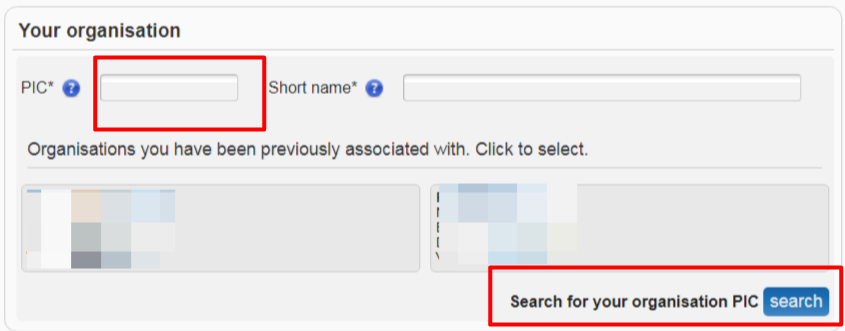 Your organisation
PIC* ? Short name* ?
Organisations you have been previously associated with. Click to select.
Search for your organisation PIC search